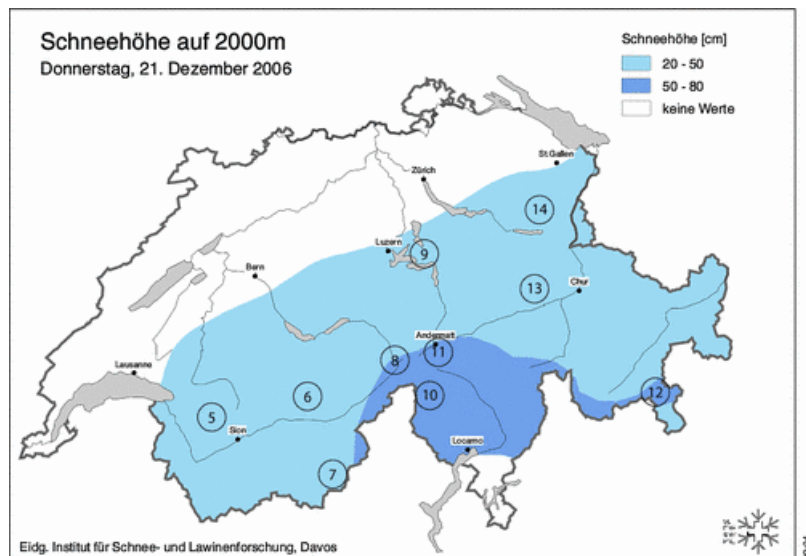 Schneehöhe auf 2000m
Donnerstag, 21. Dezember 2006
Schneehöhe [cm]
20 - 50
50 - 80
keine Werte
St.Gallen
Zürich
14
Luzern
9
Bern
13
Chur
Andermatt
11
8
Lausanne
6
10
12
5
Sion
Locarno
7
Eidg. Institut für Schnee- und Lawinenforschung, Davos